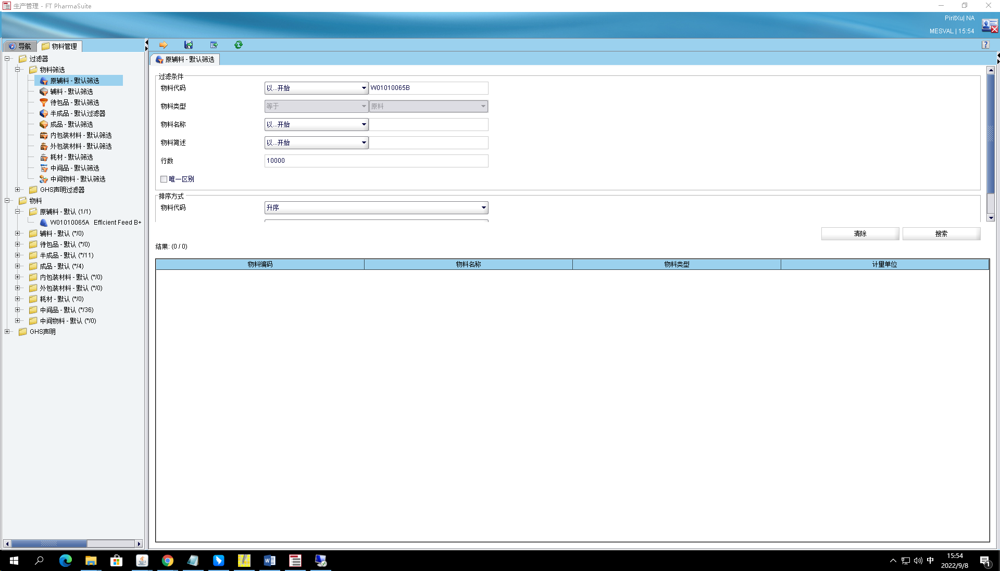 生产管理 - FT PharmaSuite
PiritXu| NA
MESVAL | 15:54
导航
物料管理
过滤器
物料筛选
原辅料 - 默认筛选
辅料 - 默认筛选
待包品 - 默认筛选
半成品 - 默认过滤器
成品 - 默认筛选
内包装材料 - 默认筛选
外包装材料 - 默认筛选
耗材 - 默认筛选
中间品 - 默认筛选
中间物料 - 默认筛选
GHS声明过滤器
物料
原辅料 - 默认 (1/1)
W01010065A Efficient Feed B+
辅料 - 默认 (*/0)
待包品 - 默认 (*/0)
半成品 - 默认 (*/11)
成品 - 默认 (*/4)
内包装材料 - 默认 (*/0)
外包装材料 - 默认 (*/0)
耗材 - 默认 (*/0)
中间品 - 默认 (*/36)
中间物料 - 默认 (*/0)
GHS声明
?
原辅料 - 默认筛选
过滤条件
物料代码 以...开始 W01010065B
物料类型 等于 原料
物料名称 以...开始
物料简述 以...开始
行数 10000
唯一区别
排序方式
物料代码 升序
清除 搜索
结果: (0 / 0)
物料编码 物料名称 物料类型 计量单位
中
15:54
2022/9/8
1